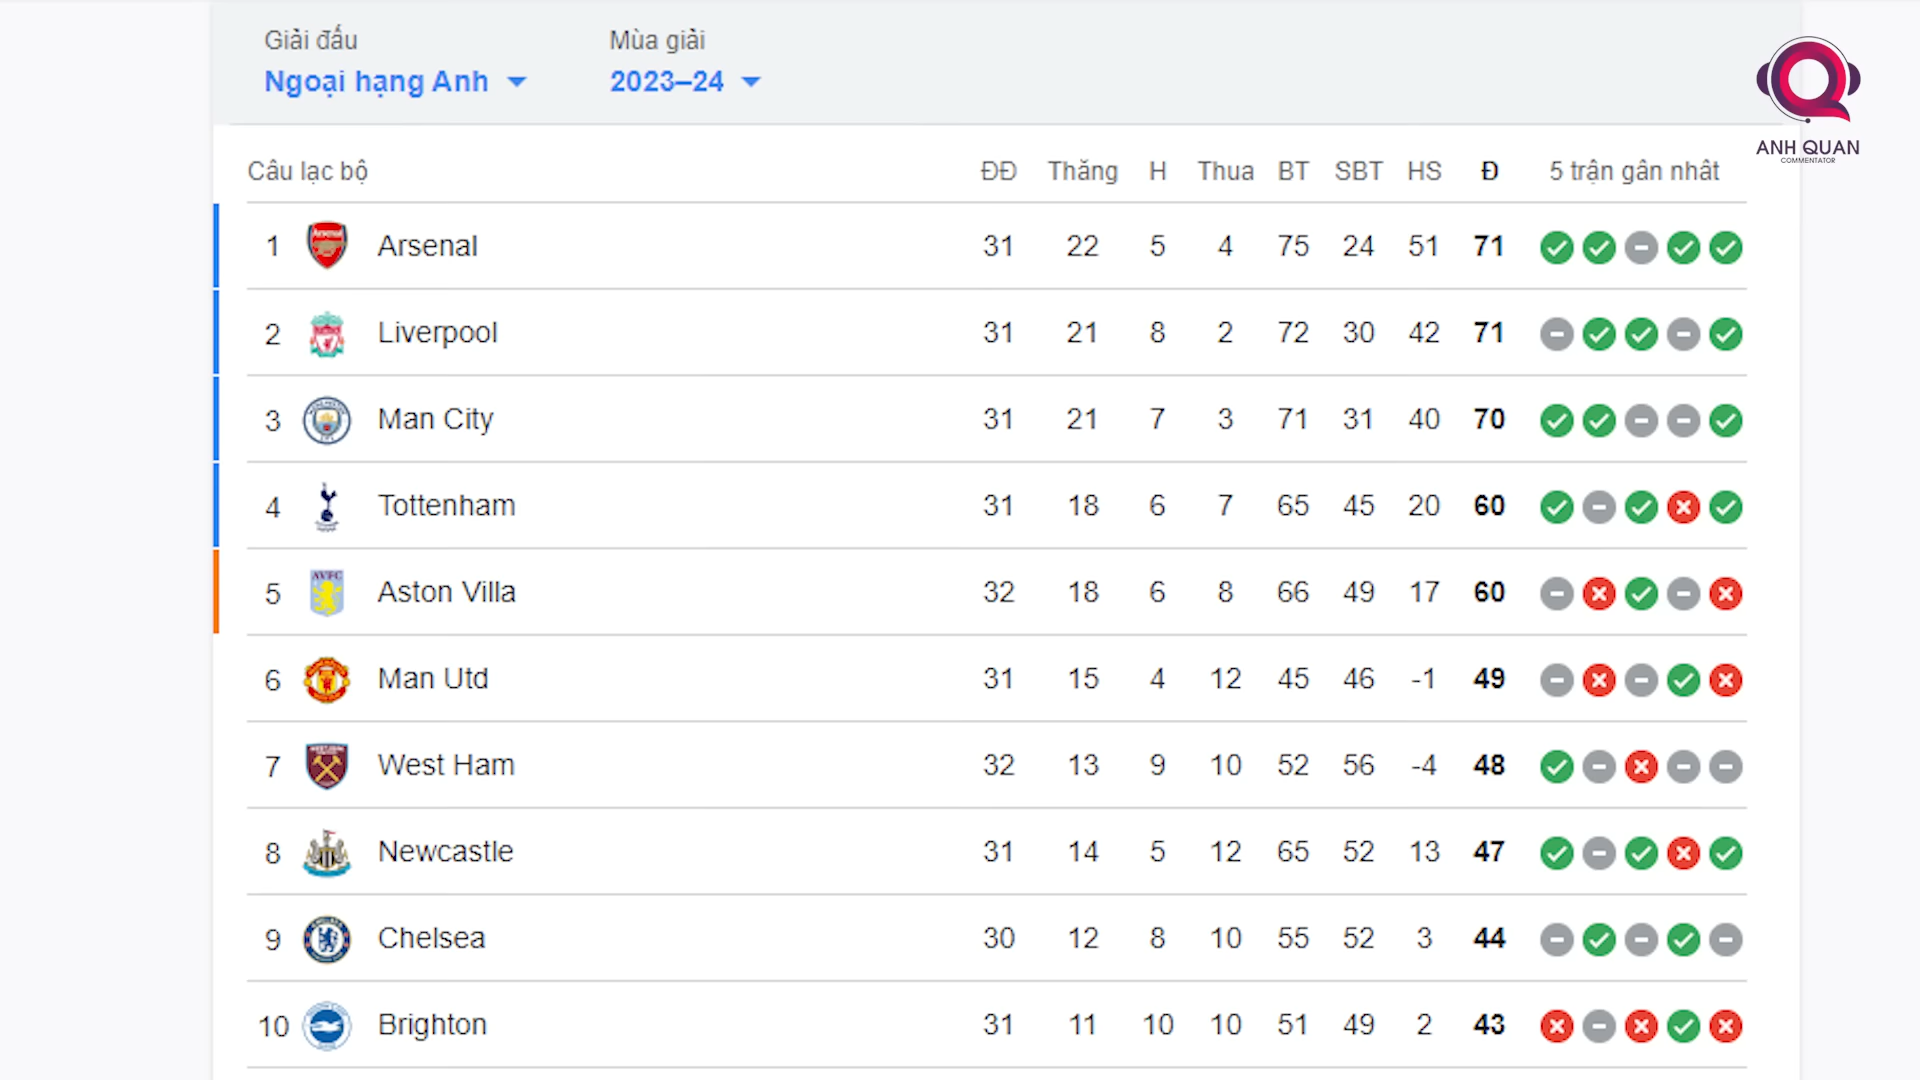 Giải đấu Mùa giải
Ngoại hạng Anh 2023–24
ANH QUAN
COMMENTATOR
Câu lạc bộ ĐĐ Thắng H Thua BT SBT HS Đ 5 trận gần nhất
1 Arsenal 31 22 5 4 75 24 51 71
2 Liverpool 31 21 8 2 72 30 42 71
3 Man City 31 21 7 3 71 31 40 70
4 Tottenham 31 18 6 7 65 45 20 60
5 AVFC Aston Villa 32 18 6 8 66 49 17 60
6 Man Utd 31 15 4 12 45 46 -1 49
7 West Ham 32 13 9 10 52 56 -4 48
8 Newcastle 31 14 5 12 65 52 13 47
9 Chelsea 30 12 8 10 55 52 3 44
10 Brighton 31 11 10 10 51 49 2 43